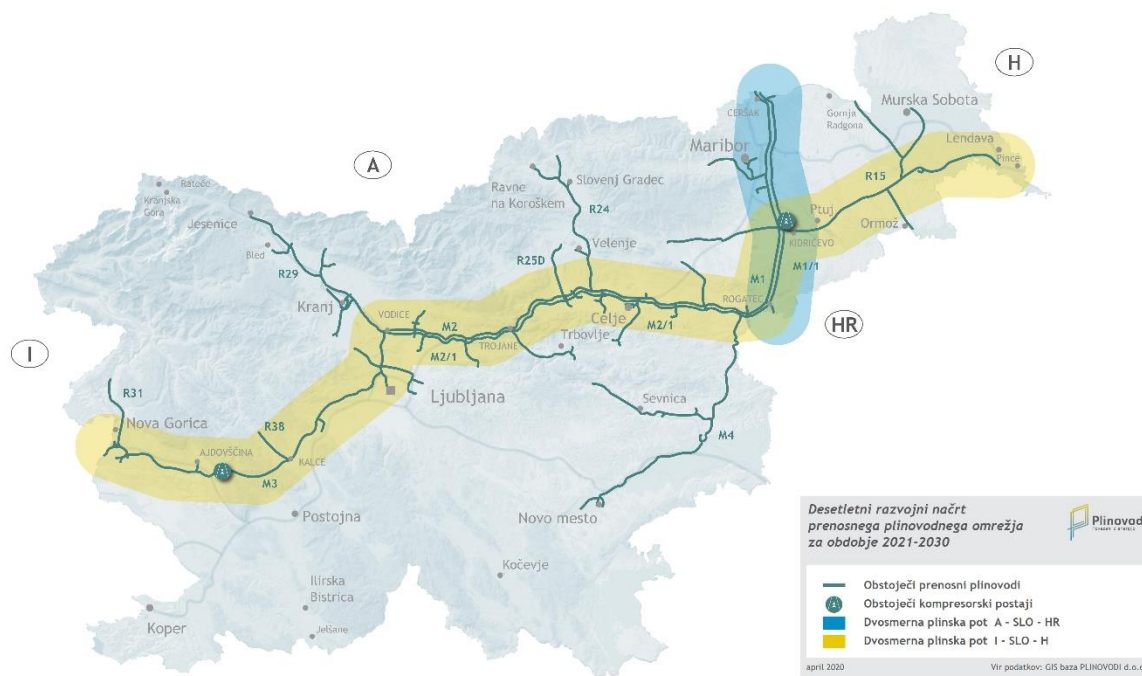 H
Murska Sobota
CERŠAK
Gornja
Radgona
Lendava
Pince
Maribor
A
R15
Slovenj Gradec
Ravne
na Koroškem
Rateče
Kranjska
Gora
Jesenice
R24
Ptuj
Ormož
KIDRIČEVO
Velenje
Bled
R29
R25D
M1
M1/1
Kranj
ROGATEC
HR
VODICE
M2
Celje
M2/1
TROJANE
Trbovlje
M2/1
I
Ljubljana
R31
Sevnica
Nova Gorica
R38
M4
AJDOVŠČINA
KALCE
M3
Postojna
Novo mesto
Kočevje
Ilirska
Bistrica
Koper
Jelšane
Desetletni razvojni načrt
prenosnega plinovodnega omrežja
za obdobje 2021-2030
Plinovod
Obstoječi prenosni plinovodi
Obstoječi kompresorski postaji
Dvosmerna plinska pot A - SLO - HR
Dvosmerna plinska pot I - SLO - H
april 2020
Vir podatkov: GIS baza PLINOVODI d.o.o